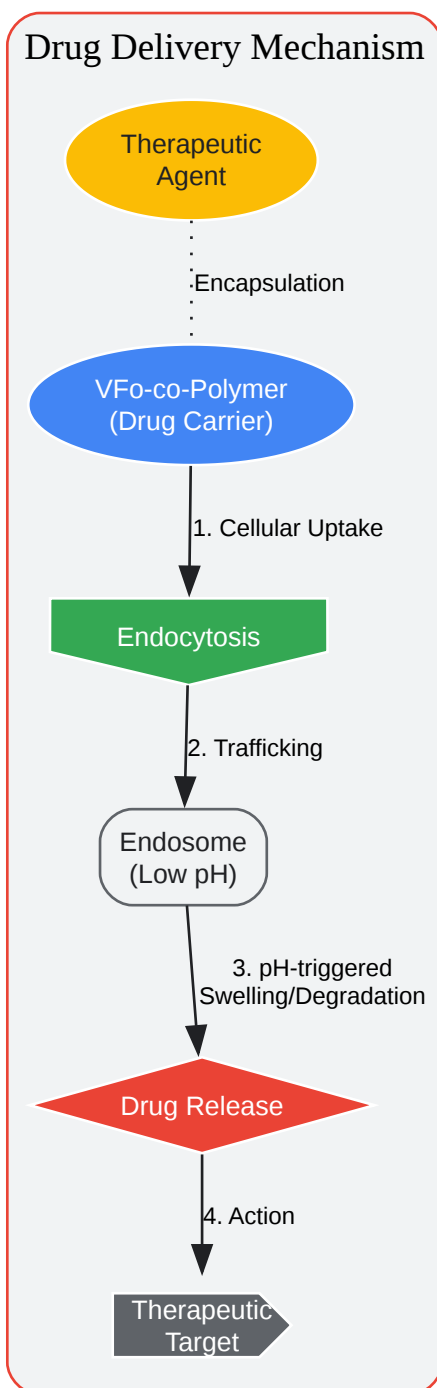 Drug Delivery Mechanism
Therapeutic
Agent
Encapsulation
VFo-co-Polymer
(Drug Carrier)
1. Cellular Uptake
Endocytosis
2. Trafficking
Endosome
(Low pH)
3. pH-triggered
Swelling/Degradation
Drug Release
4. Action
Therapeutic
Target